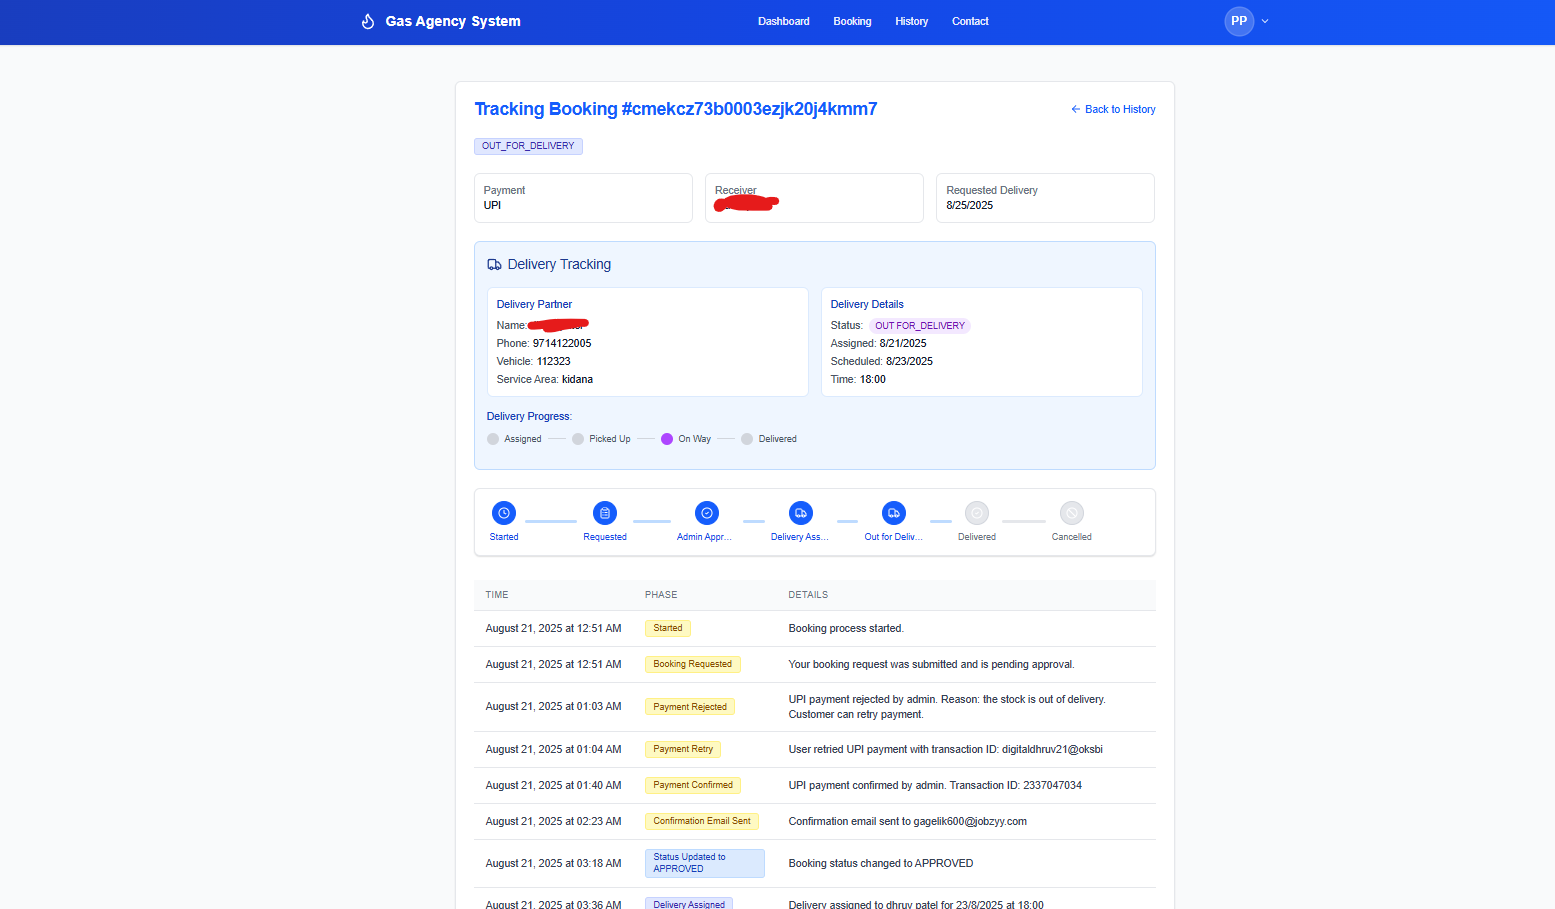 Gas Agency System
Dashboard
Booking
History
Contact
PP
Tracking Booking #cmekcz73b0003ezjk20j4kmm7
Back to History
OUT_FOR_DELIVERY
Payment
UPI
Receiver
Requested Delivery
8/25/2025
Delivery Tracking
Delivery Partner
Name:
Phone: 9714122005
Vehicle: 112323
Service Area: kidana
Delivery Details
Status: OUT FOR_DELIVERY
Assigned: 8/21/2025
Scheduled: 8/23/2025
Time: 18:00
Delivery Progress:
Assigned
Picked Up
On Way
Delivered
Started
Requested
Admin Appr...
Delivery Ass...
Out for Deliv...
Delivered
Cancelled
TIME PHASE DETAILS
August 21, 2025 at 12:51 AM Started Booking process started.
August 21, 2025 at 12:51 AM Booking Requested Your booking request was submitted and is pending approval.
August 21, 2025 at 01:03 AM Payment Rejected UPI payment rejected by admin. Reason: the stock is out of delivery.
Customer can retry payment.
August 21, 2025 at 01:04 AM Payment Retry User retried UPI payment with transaction ID: digitaldhruv21@oksbi
August 21, 2025 at 01:40 AM Payment Confirmed UPI payment confirmed by admin. Transaction ID: 2337047034
August 21, 2025 at 02:23 AM Confirmation Email Sent Confirmation email sent to gagelik600@jobzyy.com
August 21, 2025 at 03:18 AM Status Updated to
APPROVED Booking status changed to APPROVED
August 21, 2025 at 03:36 AM Delivery Assigned Delivery assigned to dhruv patel for 23/8/2025 at 18:00